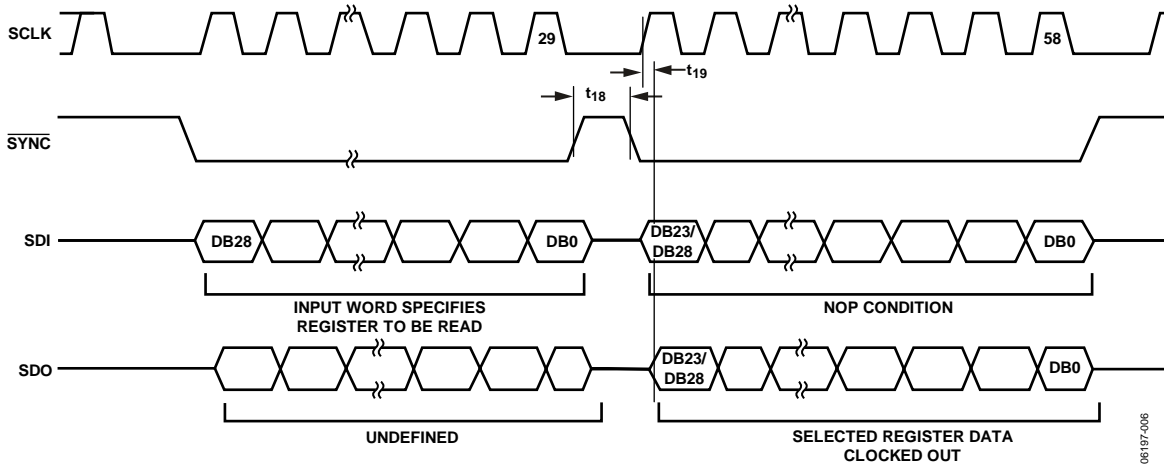 SCLK
29
58
t19
t18
SYNC
SDI
DB28
DB0
DB23/
DB28
DB0
INPUT WORD SPECIFIES
REGISTER TO BE READ
NOP CONDITION
SDO
DB23/
DB28
DB0
UNDEFINED
SELECTED REGISTER DATA
CLOCKED OUT
06197-006